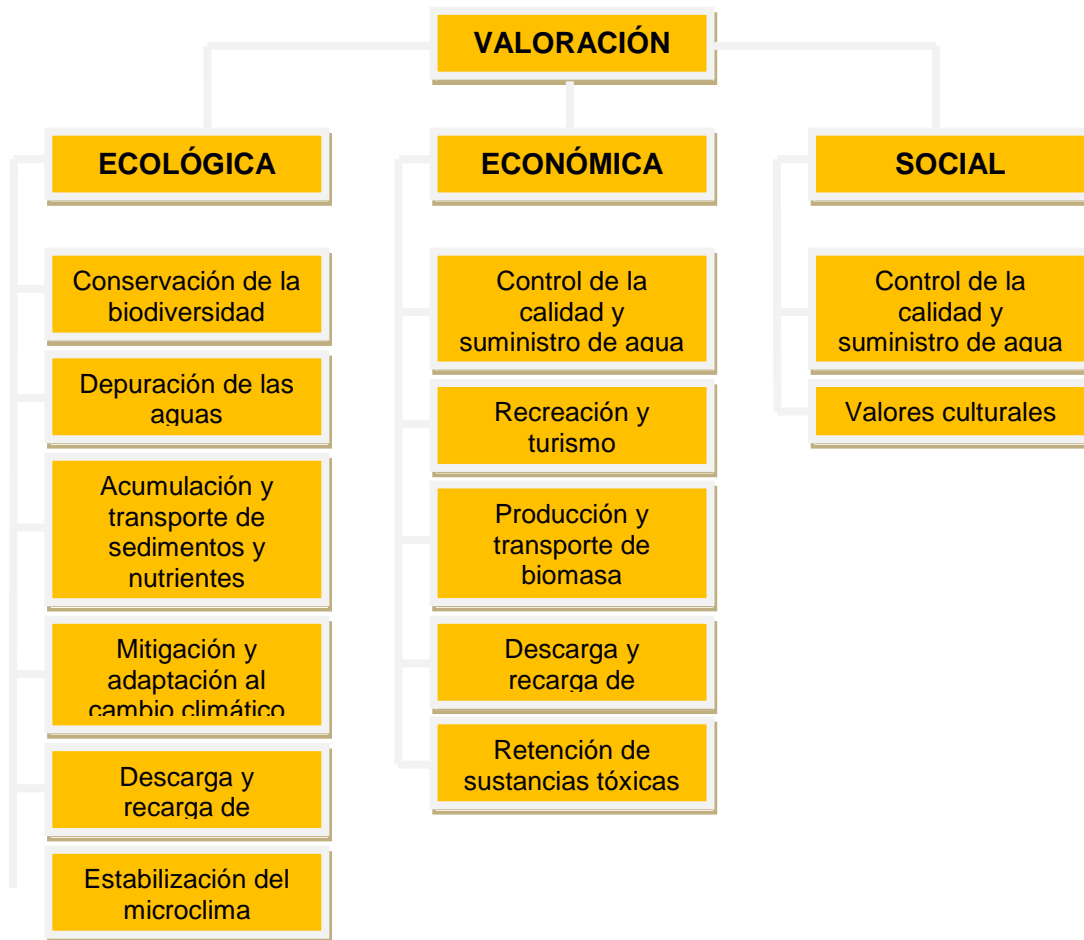 VALORACIÓN
ECOLÓGICA
Conservación de la
biodiversidad
Depuración de las
aguas
Acumulación y
transporte de
sedimentos y
nutrientes
Mitigación y
adaptación al
cambio climático
Descarga y
recarga de
Estabilización del
microclima
ECONÓMICA
Control de la
calidad y
suministro de agua
Recreación y
turismo
Producción y
transporte de
biomasa
Descarga y
recarga de
Retención de
sustancias tóxicas
SOCIAL
Control de la
calidad y
suministro de agua
Valores culturales